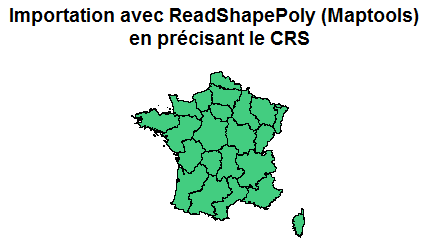 Importation avec ReadShapePoly (Maptools)
en précisant le CRS